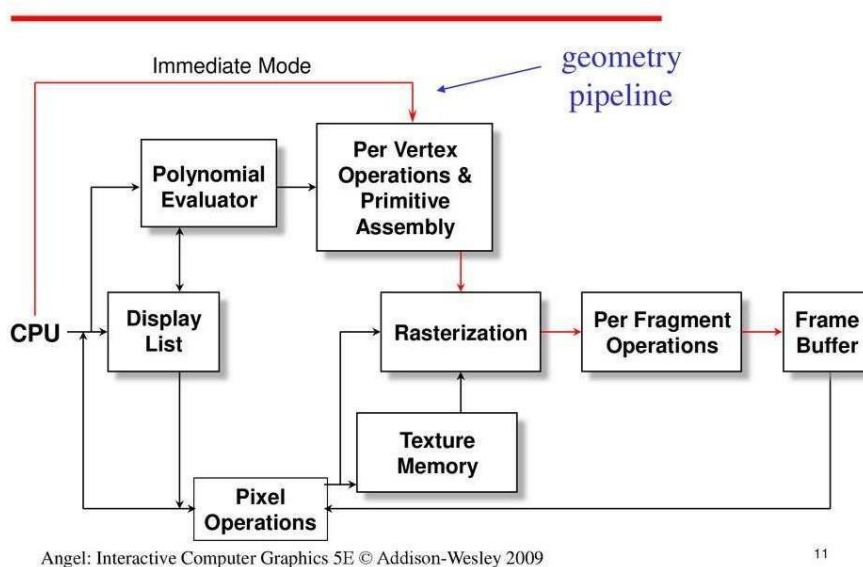 Immediate Mode
geometry
pipeline
Per Vertex
Operations &
Primitive
Assembly
Polynomial
Evaluator
CPU
Display
List
Rasterization
Per Fragment
Operations
Frame
Buffer
Texture
Memory
Pixel
Operations
Angel: Interactive Computer Graphics 5E © Addison-Wesley 2009
11